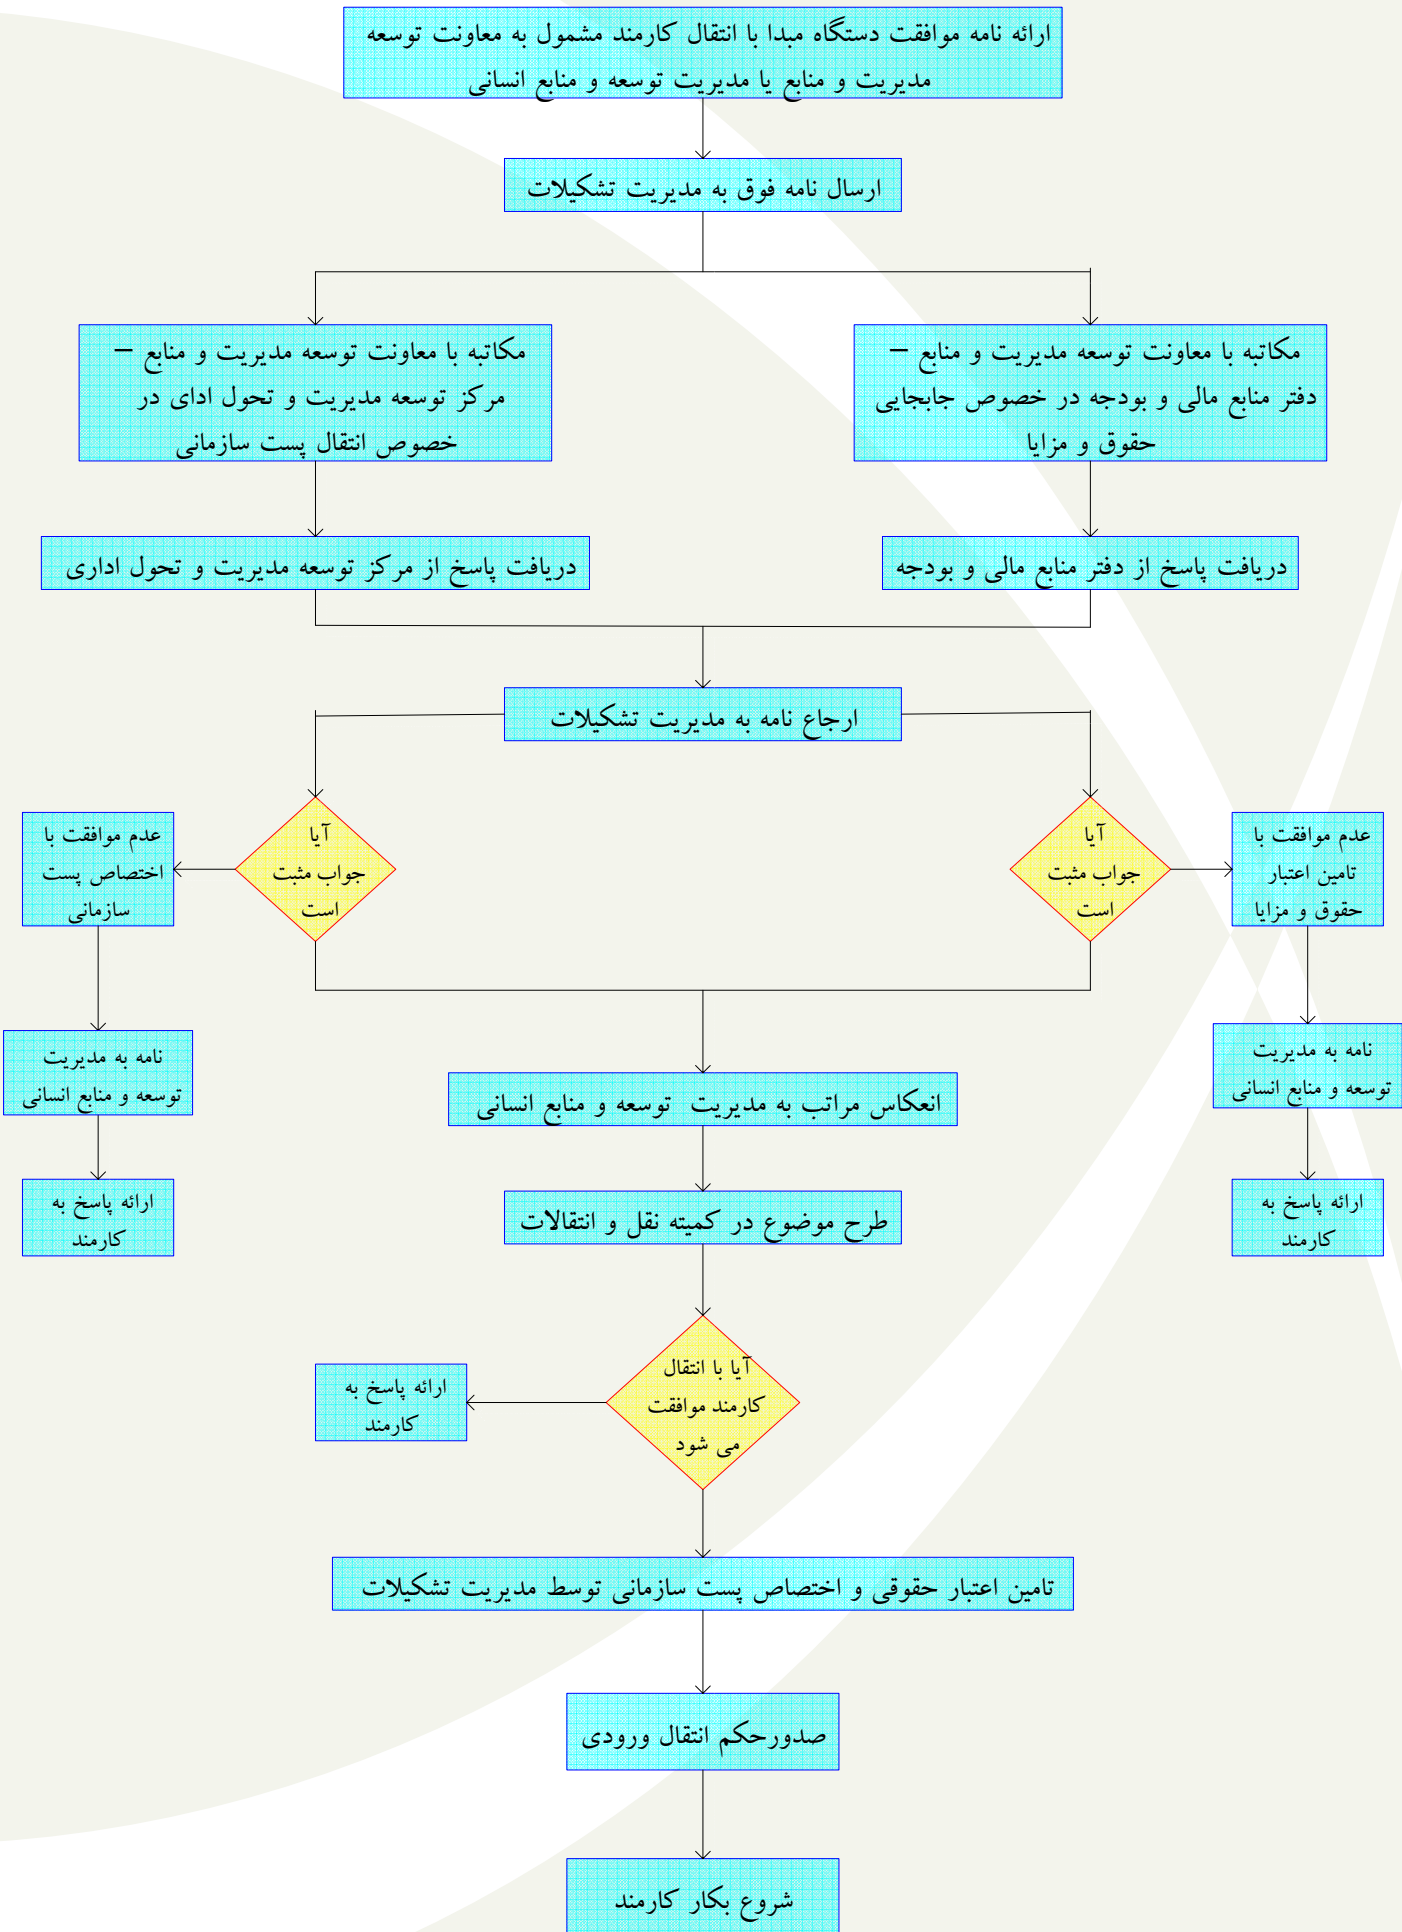 ارائه نامه موافقت دستگاه مبدا با انتقال کارمند مشمول به معاونت توسعه
مدیریت و منابع یا مدیریت توسعه و منابع انسانی
ارسال نامه فوق به مدیریت تشکیلات
مکاتبه با معاونت توسعه مدیریت و منابع –
دفتر منابع مالی و بودجه در خصوص جابجایی
حقوق و مزایا
مکاتبه با معاونت توسعه مدیریت و منابع –
مرکز توسعه مدیریت و تحول ادای در
خصوص انتقال پست سازمانی
دریافت پاسخ از دفتر منابع مالی و بودجه
دریافت پاسخ از مرکز توسعه مدیریت و تحول اداری
ارجاع نامه به مدیریت تشکیلات
عدم موافقت با
تامین اعتبار
حقوق و مزایا
آیا
جواب مثبت
است
آیا
جواب مثبت
است
عدم موافقت با
اختصاص پست
سازمانی
نامه به مدیریت
توسعه و منابع انسانی
نامه به مدیریت
توسعه و منابع انسانی
انعکاس مراتب به مدیریت توسعه و منابع انسانی
ارائه پاسخ به
کارمند
ارائه پاسخ به
کارمند
طرح موضوع در کمیته نقل و انتقالات
آیا با انتقال
کارمند موافقت
می شود
ارائه پاسخ به
کارمند
تامین اعتبار حقوقی و اختصاص پست سازمانی توسط مدیریت تشکیلات
صدورحکم انتقال ورودی
شروع بکار کارمند